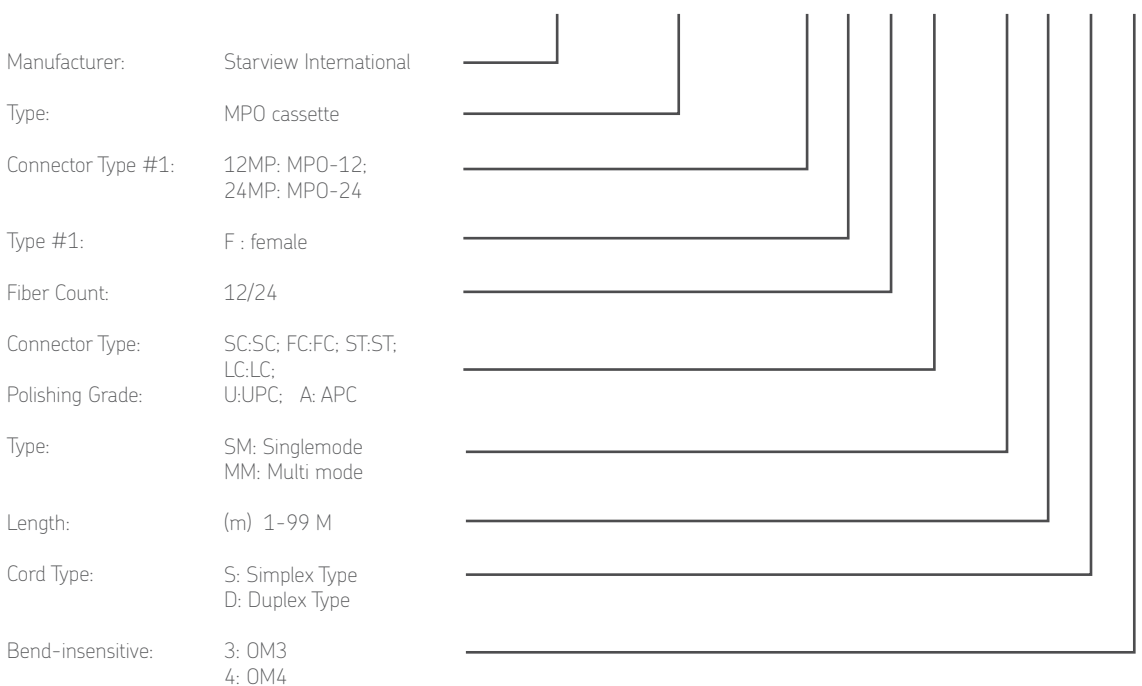 Manufacturer: Starview International
Type: MPO cassette
Connector Type #1: 12MP: MPO-12;
24MP: MPO-24
Type #1: F : female
Fiber Count: 12/24
Connector Type: SC:SC; FC:FC; ST:ST;
LC:LC;
Polishing Grade: U:UPC; A: APC
Type: SM: Singlemode
MM: Multi mode
Length: (m) 1-99 M
Cord Type: S: Simplex Type
D: Duplex Type
Bend-insensitive: 3: OM3
4: OM4